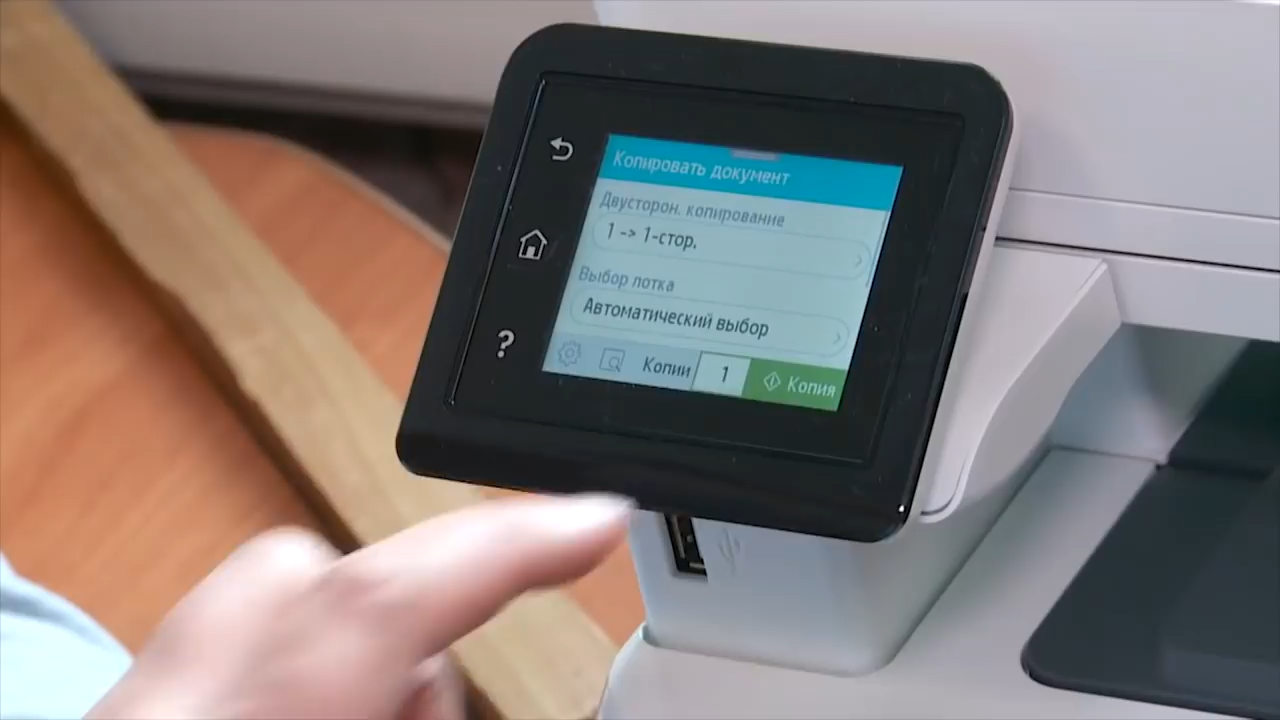 Копировать документ
Двусторон. копирование
1 -> 1-стор.
Выбор лотка
Автоматический выбор
Копии 1 Копия
?